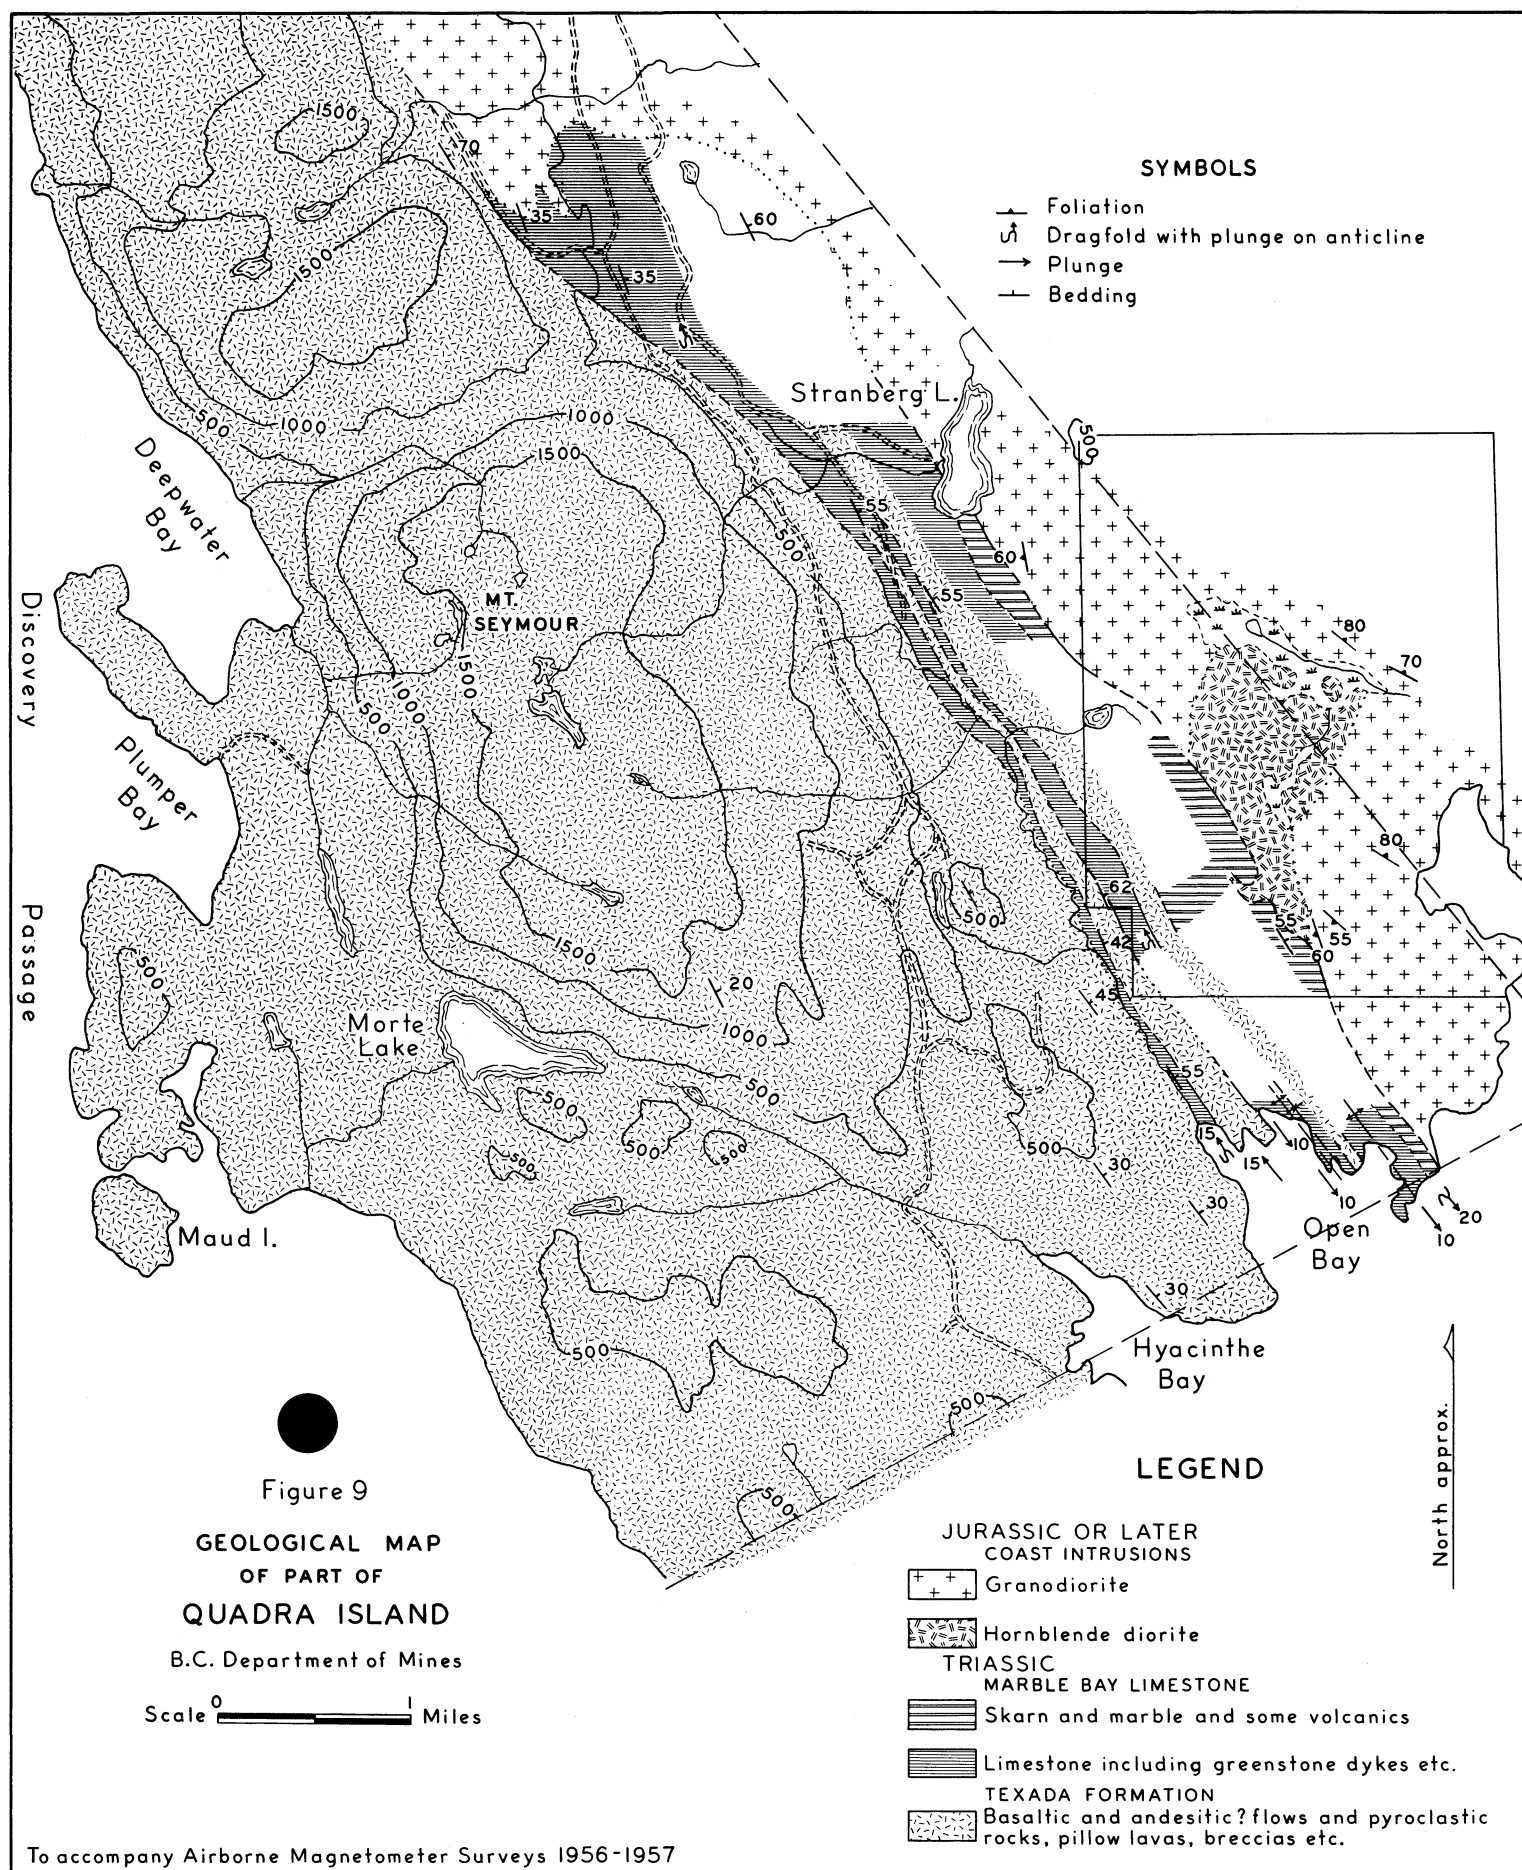 1500
70
SYMBOLS
Foliation
Dragfold with plunge on anticline
Plunge
Bedding
35
60
1500
35
Stranberg L.
500
1000
1000
1500
500
Deepwater
Bay
55
500
60
55
MT.
SEYMOUR
80
70
Discovery
1500
1000
500
Plumper
Bay
80
62
500
55
55
42
60
1500
500
20
45
Passage
Morte
Lake
1000
500
55
500
500
500
500
500
15
10
15
30
30
10
20
10
Maud I.
Open
Bay
30
500
Hyacinthe
Bay
500
500
North approx.
Figure 9
GEOLOGICAL MAP
OF PART OF
QUADRA ISLAND
B.C. Department of Mines
Scale 0 1 Miles
LEGEND
JURASSIC OR LATER
COAST INTRUSIONS
Granodiorite
Hornblende diorite
TRIASSIC
MARBLE BAY LIMESTONE
Skarn and marble and some volcanics
Limestone including greenstone dykes etc.
TEXADA FORMATION
Basaltic and andesitic? flows and pyroclastic
rocks, pillow lavas, breccias etc.
To accompany Airborne Magnetometer Surveys 1956-1957